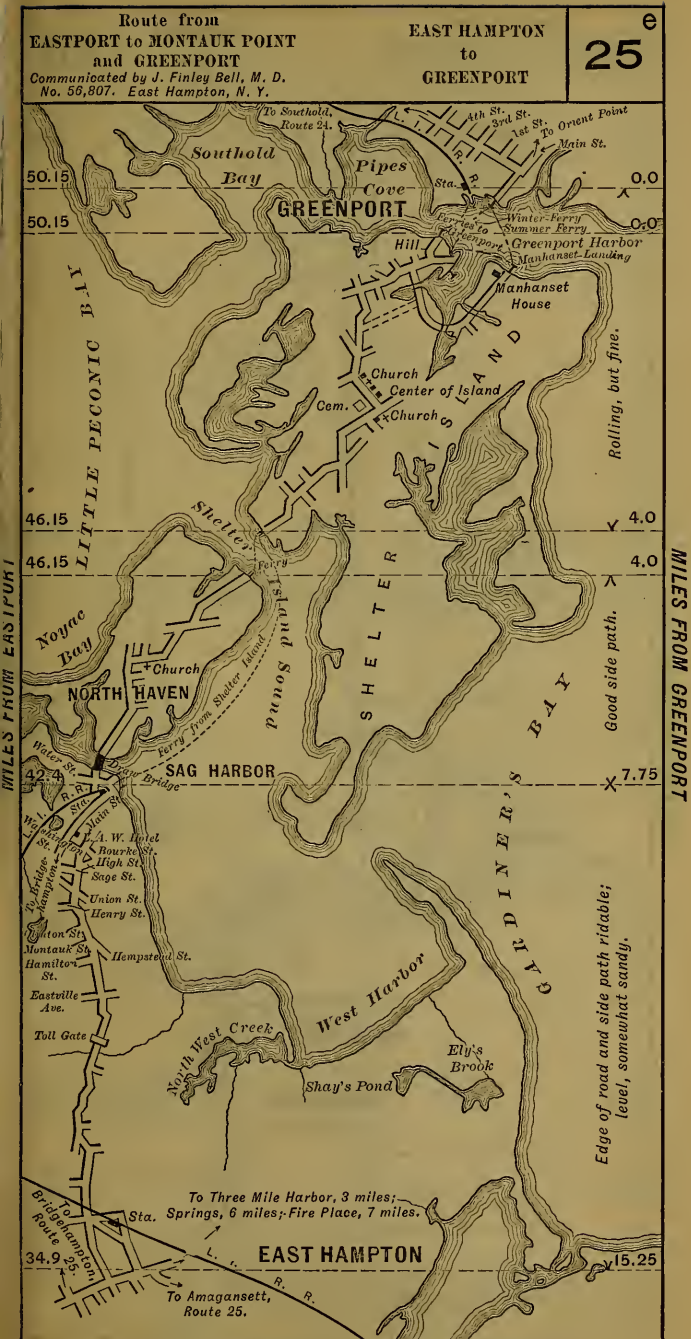 Route from
EASTPORT to MONTAUK POINT
and GREENPORT
Communicated by J. Finley Bell, M. D.
No. 56,807. East Hampton, N. Y.
EAST HAMPTON
to
GREENPORT
25 e
To Southold,
Route 24.
L. I. R. R.
4th St.
3rd St.
1st St.
To Orient Point
Main St.
Southold
Bay
Pipes
Cove
Sta.
50.15
0.0
GREENPORT
Ferries to
Greenport
Winter-Ferry
Summer Ferry
50.15
0.0
Hill
Greenport Harbor
Manhanset-Landing
Manhanset
House
LITTLE PECONIC BAY
Rolling, but fine.
Church
Center of Island
Cem.
Church
SHELTER ISLAND
46.15
4.0
Shelter Island Sound
Ferry
46.15
4.0
MILES FROM EASTPORT
MILES FROM GREENPORT
Noyac
Bay
Church
NORTH HAVEN
Ferry from Shelter Island
Good side path.
GARDINER'S BAY
Water St.
Draw Bridge
SAG HARBOR
42.4
7.75
L. I. R. R.
Sta.
Main St.
Washington
St.
L.A. W. Hotel
Rourke St.
High St.
Sage St.
To Bridge-
hampton.
Union St.
Henry St.
Montauk St.
Hamilton
St.
Hempstead St.
Eastville
Ave.
Toll Gate
West Harbor
North West Creek
Ely's
Brook
Shay's Pond
Edge of road and side path ridable;
level, somewhat sandy.
To
Bridgehampton,
Route 25.
Sta.
To Three Mile Harbor, 3 miles;
Springs, 6 miles; Fire Place, 7 miles.
L. I. R. R.
EAST HAMPTON
34.9
15.25
To Amagansett,
Route 25.